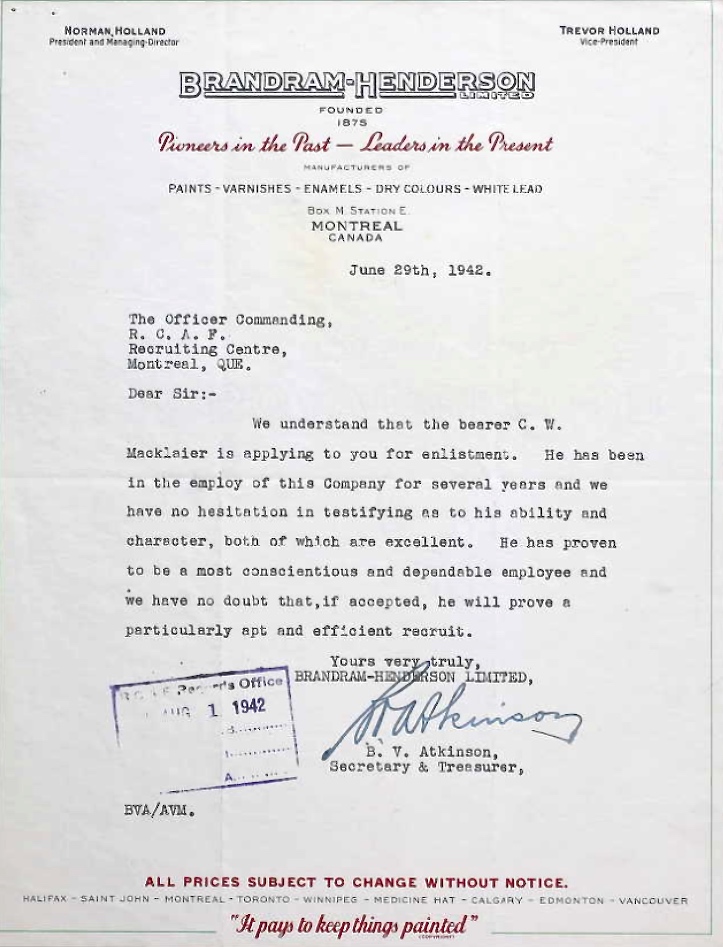 NORMAN HOLLAND
President and Managing-Director
TREVOR HOLLAND
Vice-President
BRANDRAM-HENDERSON
LIMITED
FOUNDED
1875
Pioneers in the Past — Leaders in the Present
MANUFACTURERS OF
PAINTS - VARNISHES - ENAMELS - DRY COLOURS - WHITE LEAD
BOX M. STATION E.
MONTREAL
CANADA
June 29th, 1942.
The Officer Commanding,
R. C. A. F.
Recruiting Centre,
Montreal, QUE.
Dear Sir:-
We understand that the bearer C. W.
Macklaier is applying to you for enlistment. He has been
in the employ of this Company for several years and we
have no hesitation in testifying as to his ability and
character, both of which are excellent. He has proven
to be a most conscientious and dependable employee and
we have no doubt that,if accepted, he will prove a
particularly apt and efficient recruit.
Yours very truly,
BRANDRAM-HENDERSON LIMITED,
R.C.A.F. Records Office
AUG 1 1942
A.
BVAtkinson
B. V. Atkinson,
Secretary & Treasurer,
BVA/AVM.
ALL PRICES SUBJECT TO CHANGE WITHOUT NOTICE.
HALIFAX - SAINT JOHN - MONTREAL - TORONTO - WINNIPEG - MEDICINE HAT - CALGARY - EDMONTON - VANCOUVER
"It pays to keep things painted"
(COPYRIGHT)